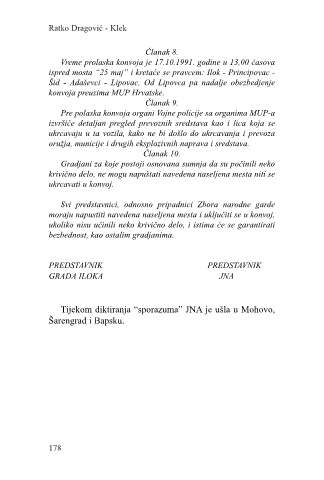 Ratko Dragović - Klek
Članak 8.
Vreme prolaska konvoja je 17.10.1991. godine u 13,00 časova
ispred mosta “25 maj” i kretaće se pravcem: Ilok - Principovac -
Šid - Adaševci - Lipovac. Od Lipovca pa nadalje obezbedjenje
konvoja preuzima MUP Hrvatske.
Članak 9.
Pre polaska konvoja organi Vojne policije sa organima MUP-a
izvršiće detaljan pregled prevoznih sredstava kao i lica koja se
ukrcavaju u ta vozila, kako ne bi došlo do ukrcavanja i prevoza
oružja, municije i drugih eksplozivnih naprava i sredstava.
Članak 10.
Gradjani za koje postoji osnovana sumnja da su počinili neko
krivično delo, ne mogu napuštati navedena naseljena mesta niti se
ukrcavati u konvoj.
Svi predstavnici, odnosno pripadnici Zbora narodne garde
moraju napustiti navedena naseljena mesta i uključiti se u konvoj,
ukoliko nisu učinili neko krivično delo, i istima će se garantirati
bezbednost, kao ostalim gradjanima.
PREDSTAVNIK PREDSTAVNIK
GRADA ILOKA JNA
Tijekom diktiranja “sporazuma” JNA je ušla u Mohovo,
Šarengrad i Bapsku.
178